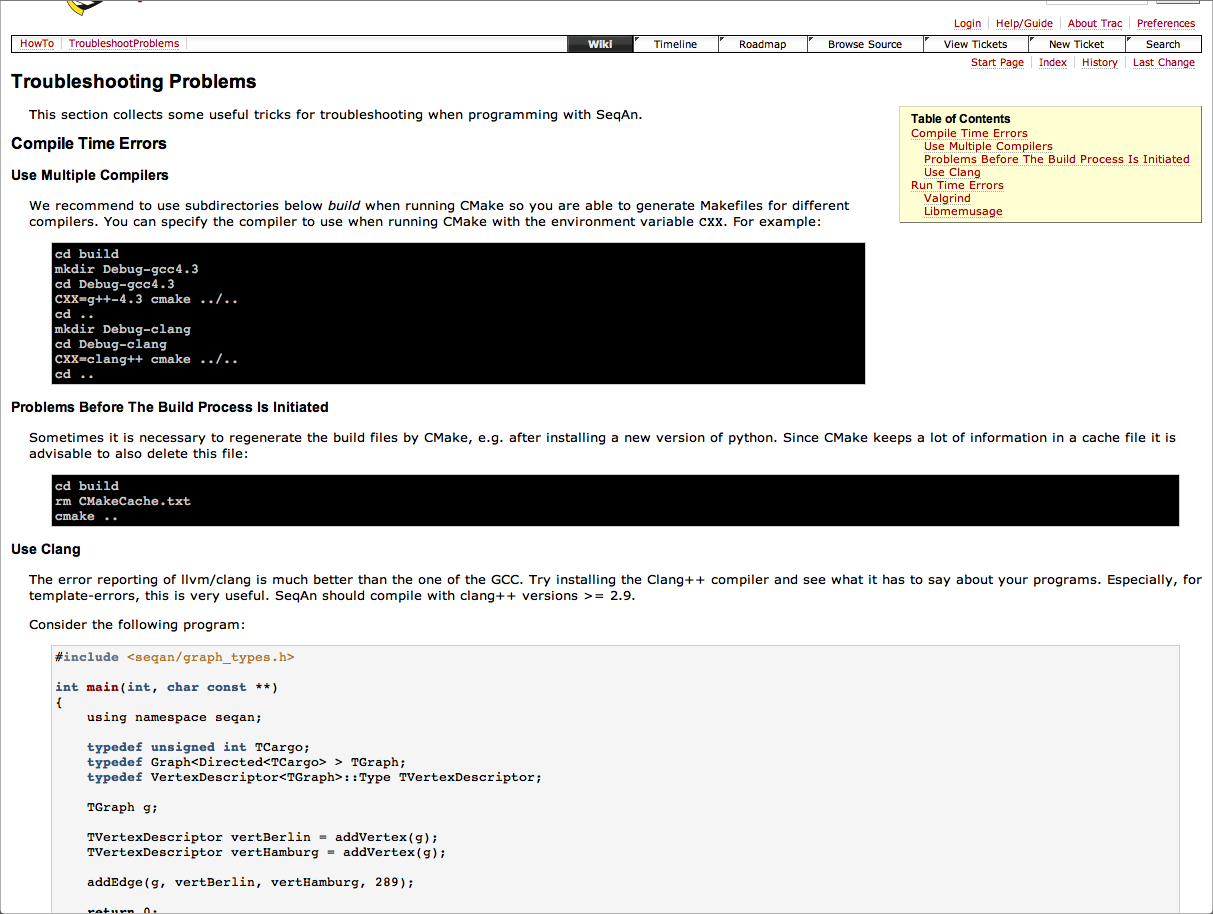 Login Help/Guide About Trac Preferences
HowTo TroubleshootProblems Wiki Timeline Roadmap Browse Source View Tickets New Ticket Search
Start Page Index History Last Change
Troubleshooting Problems
This section collects some useful tricks for troubleshooting when programming with SeqAn.
Table of Contents
Compile Time Errors
Use Multiple Compilers
Problems Before The Build Process Is Initiated
Use Clang
Run Time Errors
Valgrind
Libmemusage
Compile Time Errors
Use Multiple Compilers
We recommend to use subdirectories below build when running CMake so you are able to generate Makefiles for different
compilers. You can specify the compiler to use when running CMake with the environment variable CXX. For example:
cd build
mkdir Debug-gcc4.3
cd Debug-gcc4.3
CXX=g++-4.3 cmake ../..
cd ..
mkdir Debug-clang
cd Debug-clang
CXX=clang++ cmake ../..
cd ..
Problems Before The Build Process Is Initiated
Sometimes it is necessary to regenerate the build files by CMake, e.g. after installing a new version of python. Since CMake keeps a lot of information in a cache file it is
advisable to also delete this file:
cd build
rm CMakeCache.txt
cmake ..
Use Clang
The error reporting of llvm/clang is much better than the one of the GCC. Try installing the Clang++ compiler and see what it has to say about your programs. Especially, for
template-errors, this is very useful. SeqAn should compile with clang++ versions >= 2.9.
Consider the following program:
#include <seqan/graph_types.h>
int main(int, char const **)
{
using namespace seqan;
typedef unsigned int TCargo;
typedef Graph<Directed<TCargo> > TGraph;
typedef VertexDescriptor<TGraph>::Type TVertexDescriptor;
TGraph g;
TVertexDescriptor vertBerlin = addVertex(g);
TVertexDescriptor vertHamburg = addVertex(g);
addEdge(g, vertBerlin, vertHamburg, 289);
return 0;